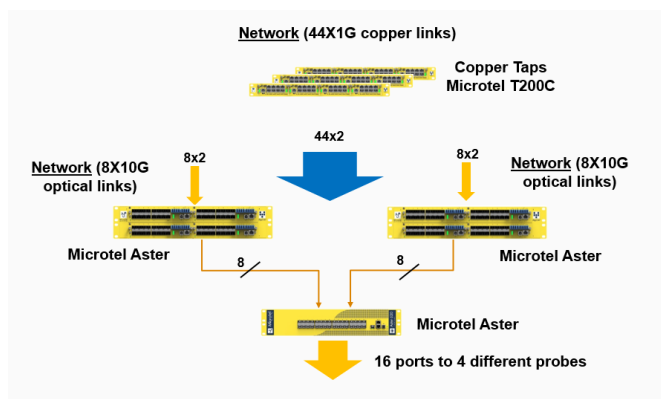 Network (44X1G copper links)
Copper Taps
Microtel T200C
44x2
Network (8X10G
optical links)
8x2
8x2
Network (8X10G
optical links)
Microtel Aster
Microtel Aster
8
8
Microtel Aster
16 ports to 4 different probes